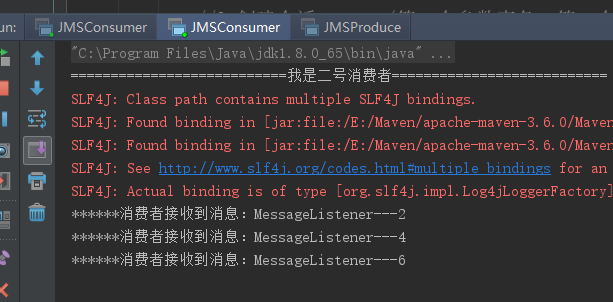 un: JMSConsumer JMSConsumer JMSProduce
"C:\Program Files\Java\jdk1.8.0_65\bin\java" ...
===========================我是二号消费者===========================
SLF4J: Class path contains multiple SLF4J bindings.
SLF4J: Found binding in [jar:file:/E:/Maven/apache-maven-3.6.0/Maven
SLF4J: Found binding in [jar:file:/E:/Maven/apache-maven-3.6.0/Maven
SLF4J: See http://www.slf4j.org/codes.html#multiple_bindings for an
SLF4J: Actual binding is of type [org.slf4j.impl.Log4jLoggerFactory]
******消费者接收到消息：MessageListener---2
******消费者接收到消息：MessageListener---4
******消费者接收到消息：MessageListener---6